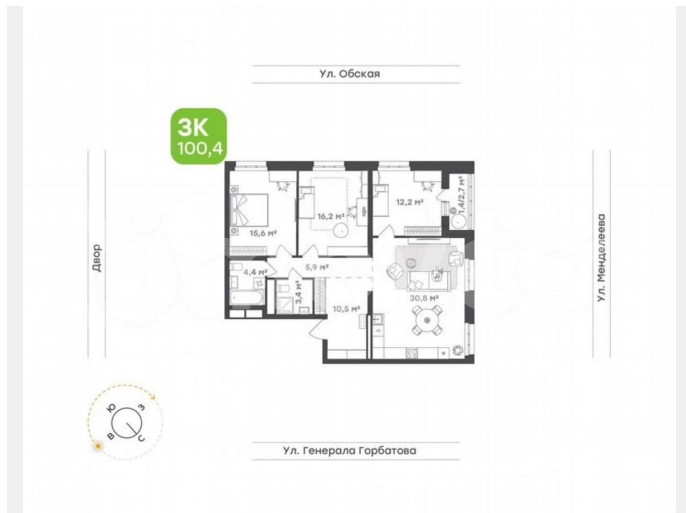 Ул. Обская
3К
100,4
15,6 м²
16,2 м²
12,2 м²
1,4/2,7 м²
Двор
Ул. Менделеева
4,4 м²
5,9 м²
3,4 м²
10,5 м²
30,8 м²
Ю
З
В
С
Ул. Генерала Горбатова